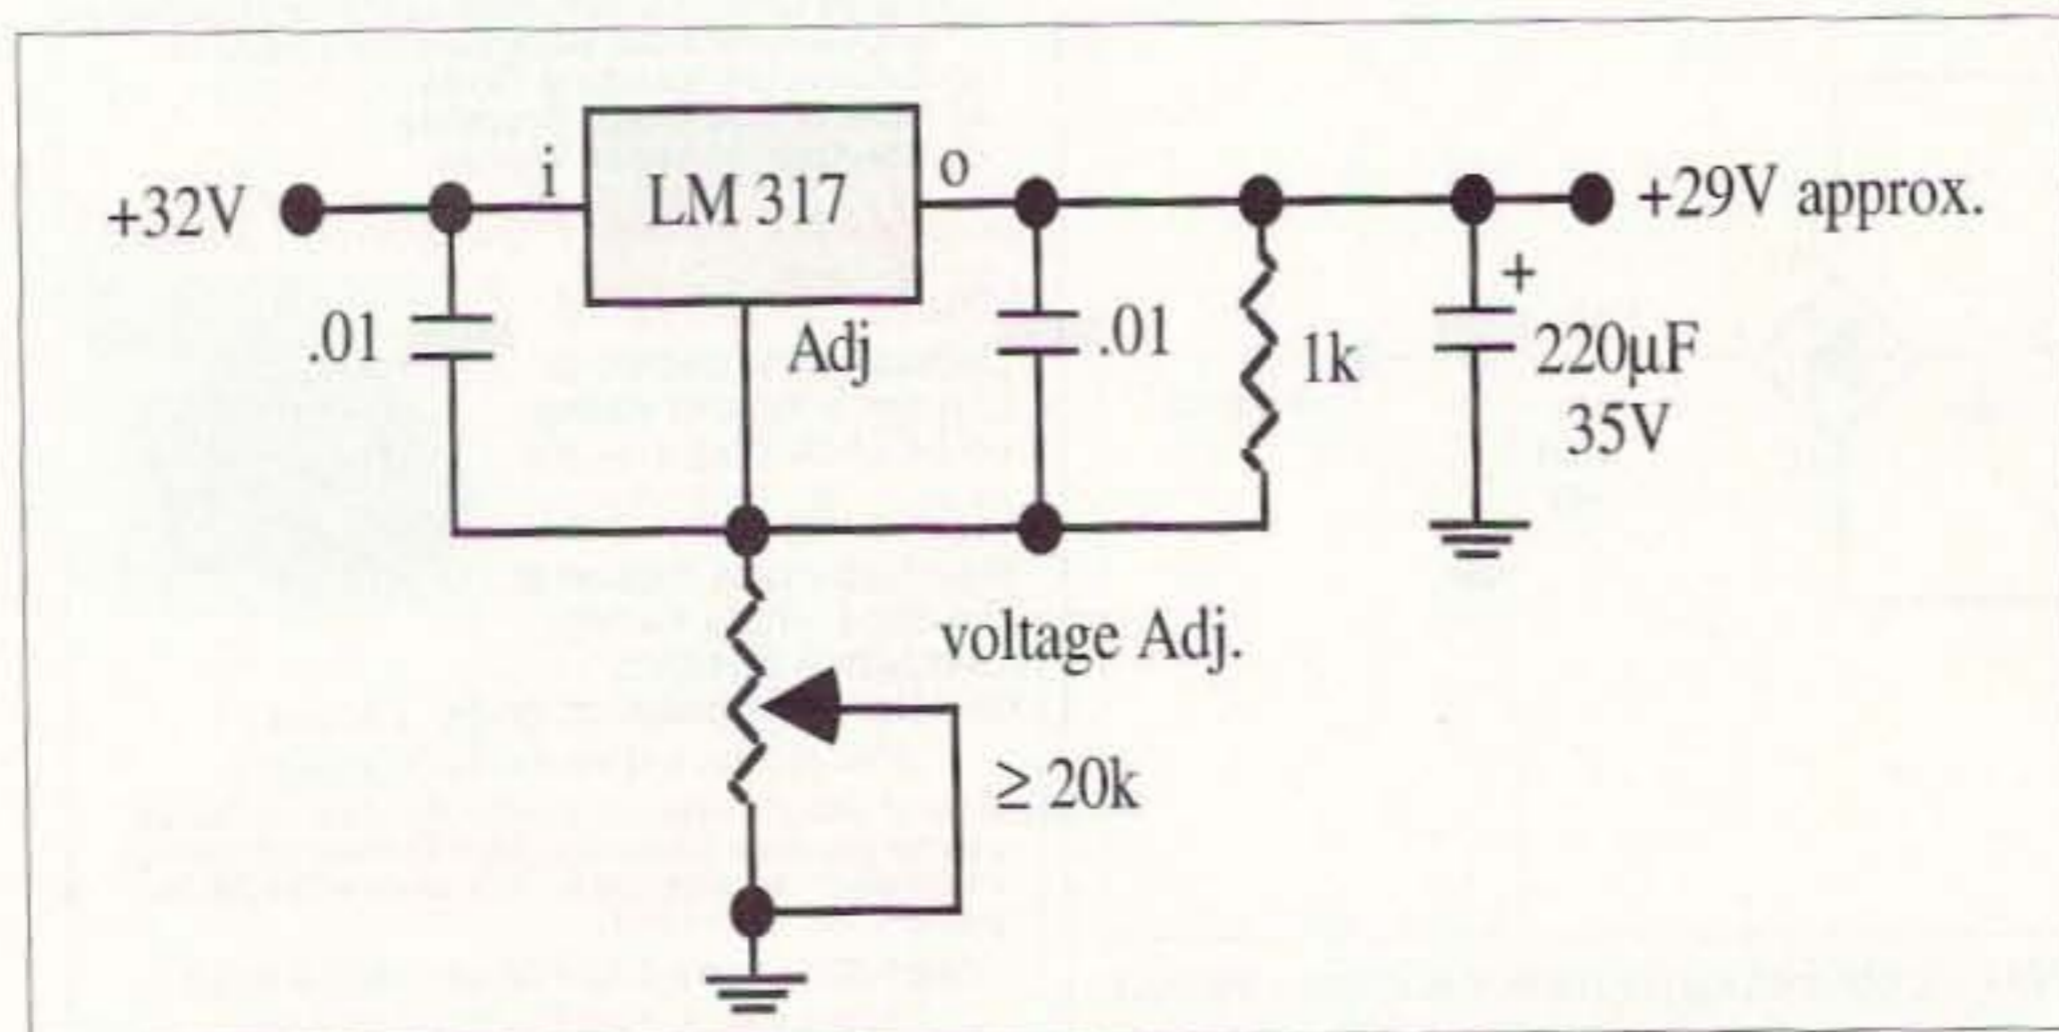 +32V
i
LM 317
o
+29V approx.
.01
Adj
.01
1k
+
220µF
35V
voltage Adj.
≥ 20k